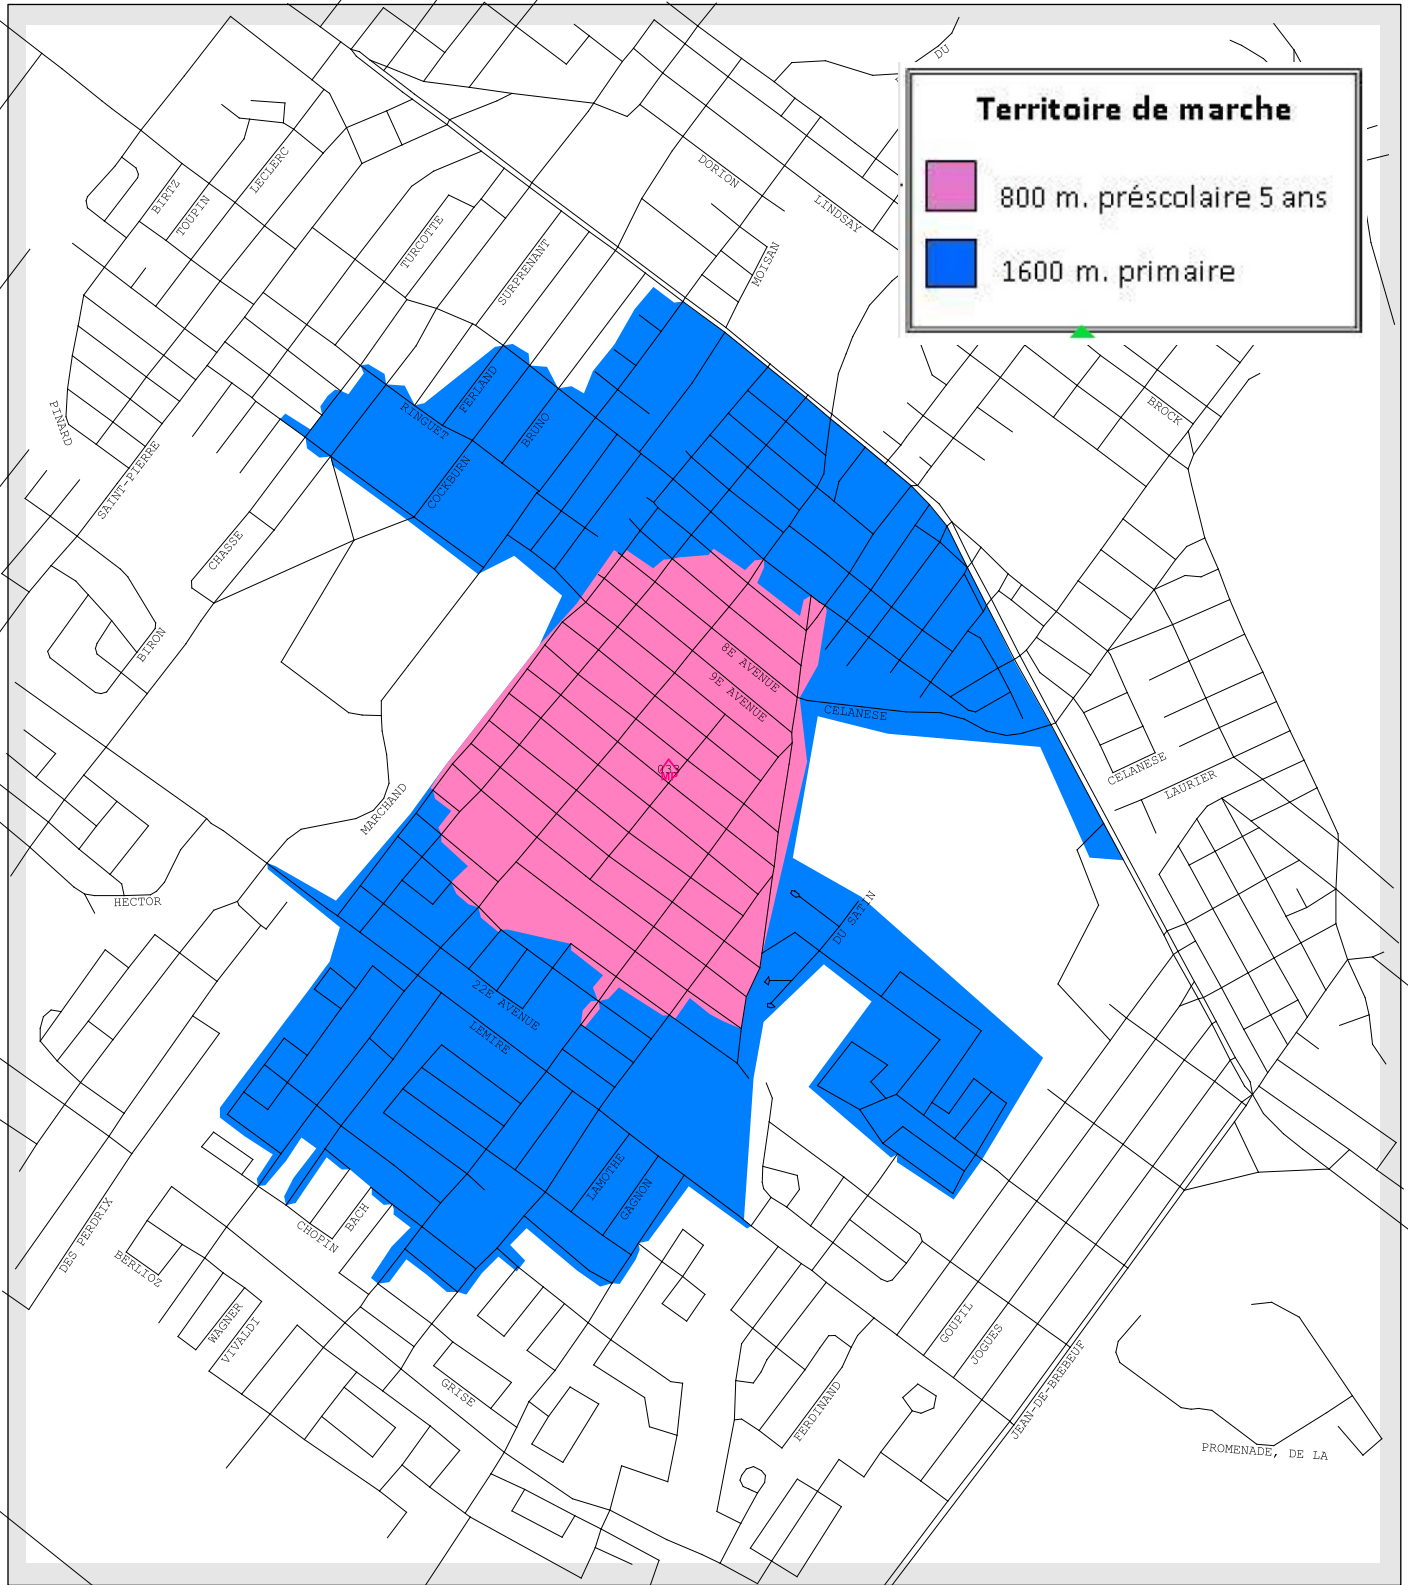 Territoire de marche
800 m. préscolaire 5 ans
1600 m. primaire
DU
DORION
LINDSAY
MOISAN
BIRTZ
TOUPIN
LECLERC
TURCOTTE
SURPRENANT
BROCK
PINARD
SAINT-PIERRE
RINGUET
FERLAND
BRUNO
COCKBURN
CHASSE
BIRON
8E AVENUE
9E AVENUE
CELANESE
CELANESE
LAURIER
MARCHAND
HECTOR
DU SATIN
22E AVENUE
LEMIRE
LAMOTHE
GAGNON
DES PERDRIX
CHOPIN
BACH
BERLIOZ
WAGNER
VIVALDI
GRISE
FERDINAND
GOUPIL
JOGUES
JEAN-DE-BREBEUF
PROMENADE, DE LA